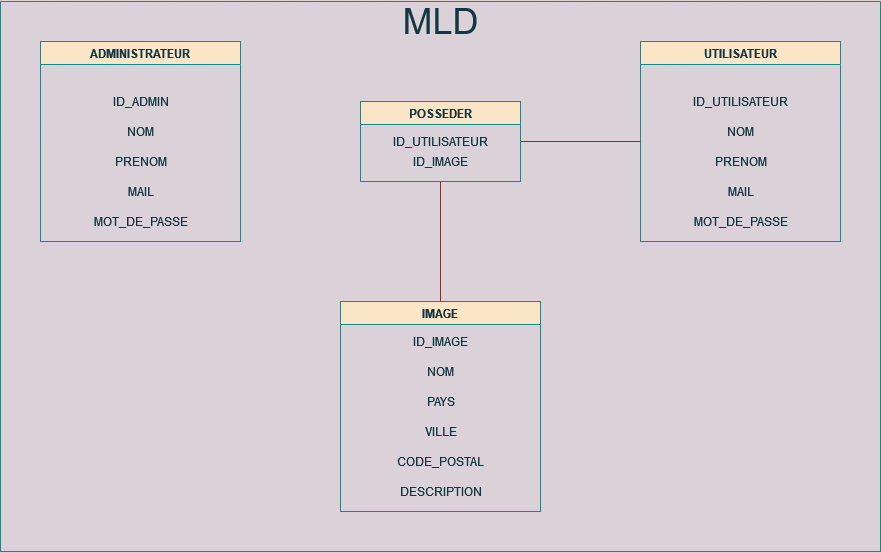 MLD
ADMINISTRATEUR
ID_ADMIN
NOM
PRENOM
MAIL
MOT_DE_PASSE
POSSEDER
ID_UTILISATEUR
ID_IMAGE
UTILISATEUR
ID_UTILISATEUR
NOM
PRENOM
MAIL
MOT_DE_PASSE
IMAGE
ID_IMAGE
NOM
PAYS
VILLE
CODE_POSTAL
DESCRIPTION